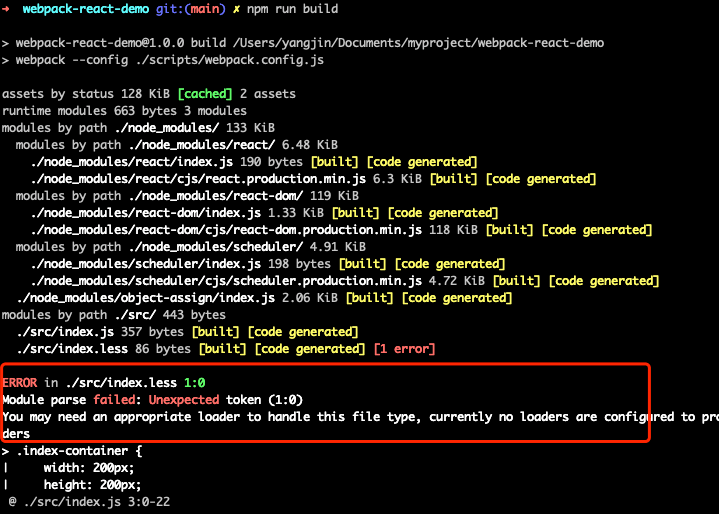 ➜  webpack-react-demo git:(main) ✗ npm run build
> webpack-react-demo@1.0.0 build /Users/yangjin/Documents/myproject/webpack-react-demo
> webpack --config ./scripts/webpack.config.js
assets by status 128 KiB [cached] 2 assets
runtime modules 663 bytes 3 modules
modules by path ./node_modules/ 133 KiB
  modules by path ./node_modules/react/ 6.48 KiB
    ./node_modules/react/index.js 190 bytes [built] [code generated]
    ./node_modules/react/cjs/react.production.min.js 6.3 KiB [built] [code generated]
  modules by path ./node_modules/react-dom/ 119 KiB
    ./node_modules/react-dom/index.js 1.33 KiB [built] [code generated]
    ./node_modules/react-dom/cjs/react-dom.production.min.js 118 KiB [built] [code generated]
  modules by path ./node_modules/scheduler/ 4.91 KiB
    ./node_modules/scheduler/index.js 198 bytes [built] [code generated]
    ./node_modules/scheduler/cjs/scheduler.production.min.js 4.72 KiB [built] [code generated]
  ./node_modules/object-assign/index.js 2.06 KiB [built] [code generated]
modules by path ./src/ 443 bytes
  ./src/index.js 357 bytes [built] [code generated]
  ./src/index.less 86 bytes [built] [code generated] [1 error]
ERROR in ./src/index.less 1:0
Module parse failed: Unexpected token (1:0)
You may need an appropriate loader to handle this file type, currently no loaders are configured to pro
ders
> .index-container {
|     width: 200px;
|     height: 200px;
 @ ./src/index.js 3:0-22